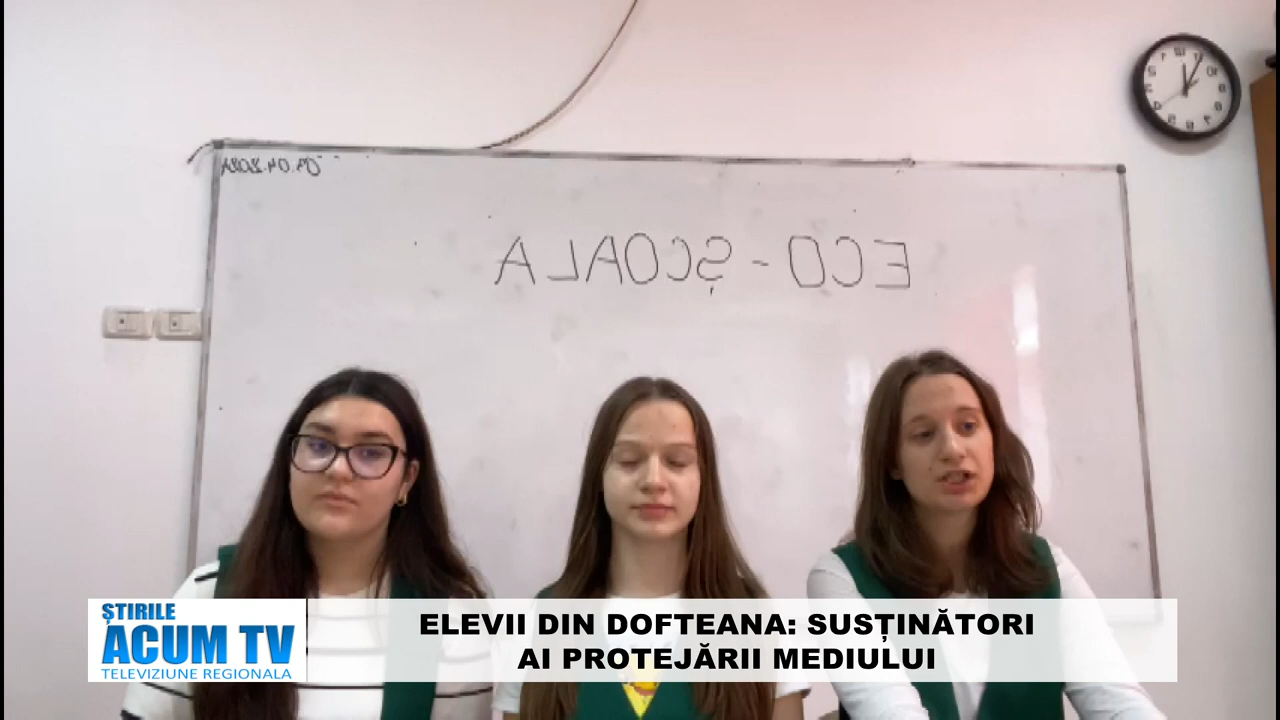 ECO - ȘCOALA
ȘTIRILE
ACUM TV
TELEVIZIUNE REGIONALA
ELEVII DIN DOFTEANA: SUSȚINĂTORI
AI PROTEJĂRII MEDIULUI